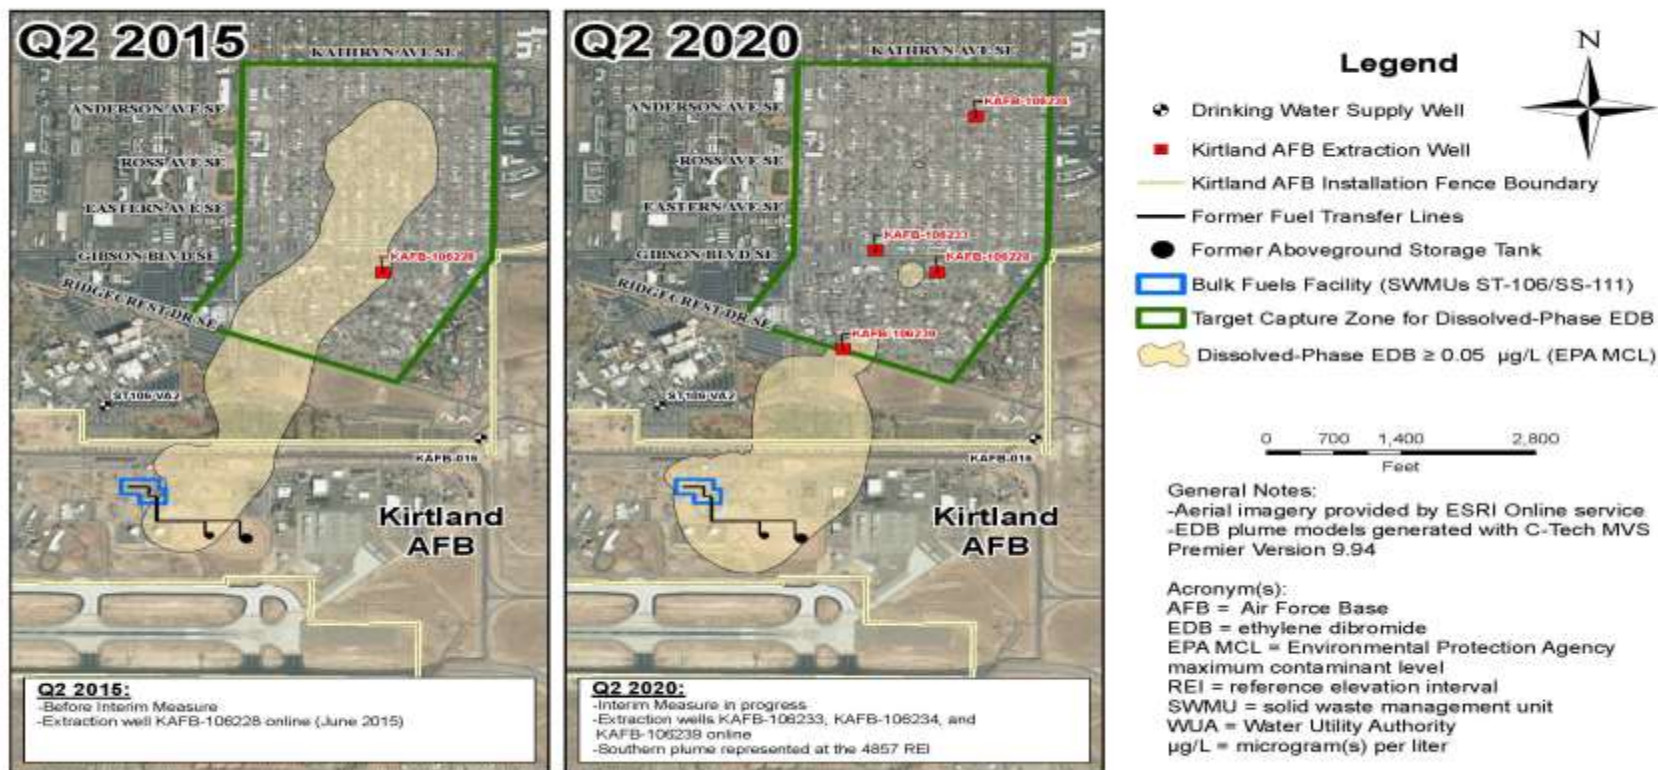 Q2 2015
KATHRYN AVE SE
ANDERSON AVE SE
ROSS AVE SE
EASTERN AVE SE
GIBSON BLVD SE
RIDGECREST DR SE
KAFB-106228
ST106-VA2
KAFB-016
Kirtland
AFB
Q2 2015:
-Before Interim Measure
-Extraction well KAFB-106228 online (June 2015)
Q2 2020
KATHRYN AVE SE
ANDERSON AVE SE
ROSS AVE SE
EASTERN AVE SE
GIBSON BLVD SE
RIDGECREST DR SE
KAFB-106233
KAFB-106228
KAFB-106239
ST106-VA2
KAFB-016
Kirtland
AFB
Q2 2020:
-Interim Measure in progress
-Extraction wells KAFB-106233, KAFB-106234, and
KAFB-106239 online
-Southern plume represented at the 4857 REI
Legend
N
Drinking Water Supply Well
Kirtland AFB Extraction Well
Kirtland AFB Installation Fence Boundary
Former Fuel Transfer Lines
Former Aboveground Storage Tank
Bulk Fuels Facility (SWMUs ST-106/SS-111)
Target Capture Zone for Dissolved-Phase EDB
Dissolved-Phase EDB ≥ 0.05 µg/L (EPA MCL)
0 700 1,400 2,800
Feet
General Notes:
-Aerial imagery provided by ESRI Online service
-EDB plume models generated with C-Tech MVS
Premier Version 9.94
Acronym(s):
AFB = Air Force Base
EDB = ethylene dibromide
EPA MCL = Environmental Protection Agency
maximum contaminant level
REI = reference elevation interval
SWMU = solid waste management unit
WUA = Water Utility Authority
µg/L = microgram(s) per liter